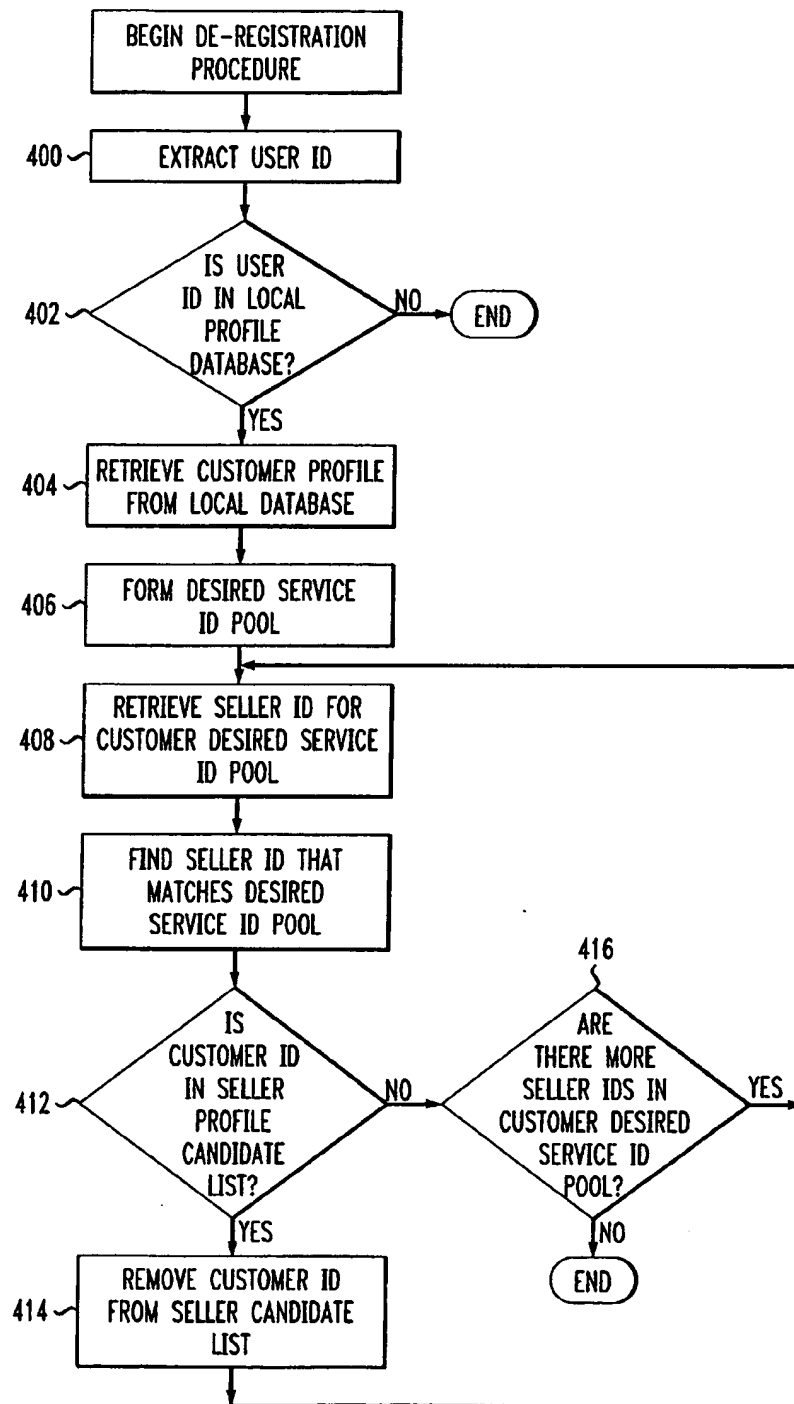 BEGIN DE-REGISTRATION
PROCEDURE
400
EXTRACT USER ID
402
IS USER
ID IN LOCAL
PROFILE
DATABASE?
NO
END
YES
404
RETRIEVE CUSTOMER PROFILE
FROM LOCAL DATABASE
406
FORM DESIRED SERVICE
ID POOL
408
RETRIEVE SELLER ID FOR
CUSTOMER DESIRED SERVICE
ID POOL
410
FIND SELLER ID THAT
MATCHES DESIRED
SERVICE ID POOL
412
IS
CUSTOMER ID
IN SELLER
PROFILE
CANDIDATE
LIST?
NO
416
ARE
THERE MORE
SELLER IDS IN
CUSTOMER DESIRED
SERVICE ID
POOL?
YES
NO
END
YES
414
REMOVE CUSTOMER ID
FROM SELLER CANDIDATE
LIST